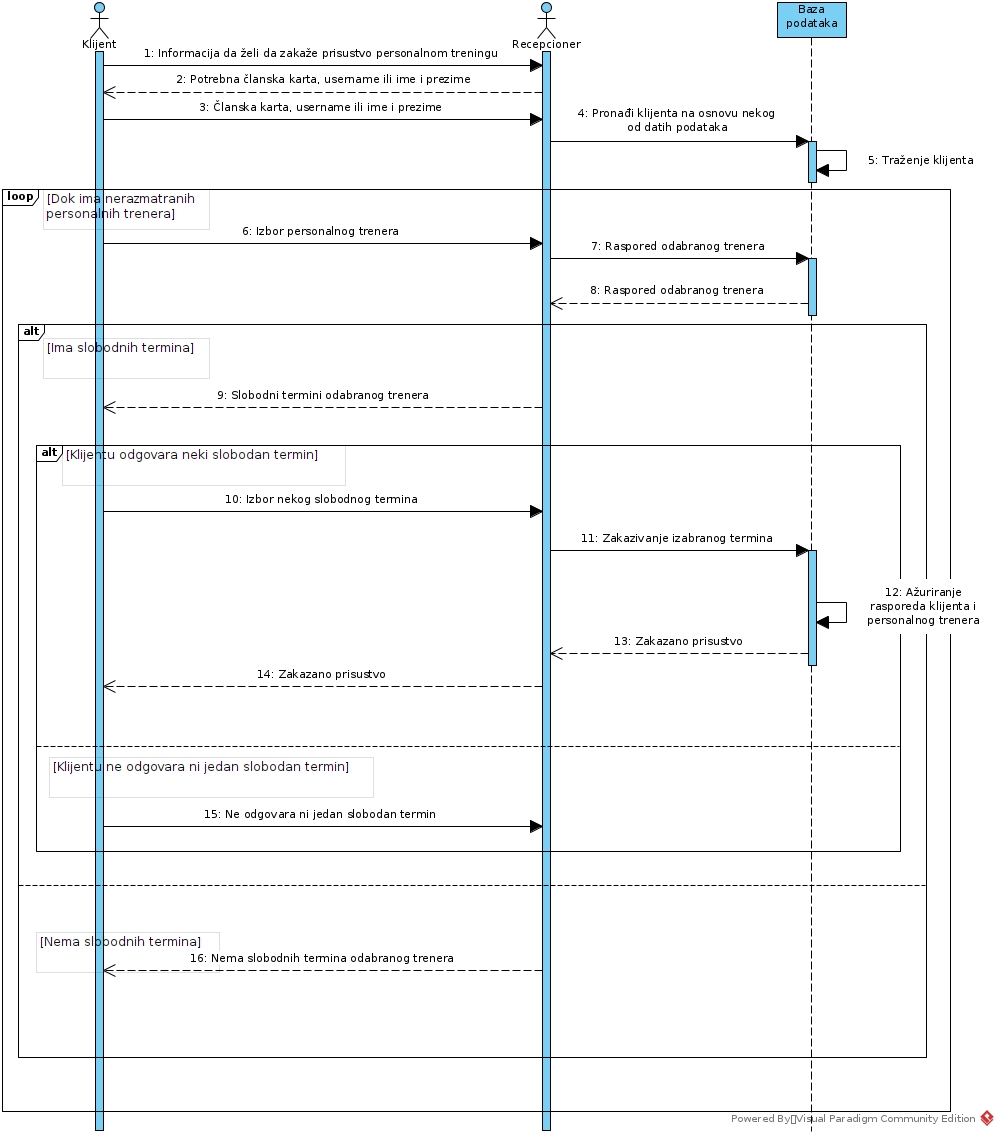 Klijent
Recepcioner
Baza
podataka
1: Informacija da želi da zakaže prisustvo personalnom treningu
2: Potrebna članska karta, username ili ime i prezime
3: Članska karta, username ili ime i prezime
4: Pronađi klijenta na osnovu nekog
od datih podataka
5: Traženje klijenta
loop
[Dok ima nerazmatranih
personalnih trenera]
6: Izbor personalnog trenera
7: Raspored odabranog trenera
8: Raspored odabranog trenera
alt
[Ima slobodnih termina]
9: Slobodni termini odabranog trenera
alt
[Klijentu odgovara neki slobodan termin]
10: Izbor nekog slobodnog termina
11: Zakazivanje izabranog termina
12: Ažuriranje
rasporeda klijenta i
personalnog trenera
13: Zakazano prisustvo
14: Zakazano prisustvo
[Klijentu ne odgovara ni jedan slobodan termin]
15: Ne odgovara ni jedan slobodan termin
[Nema slobodnih termina]
16: Nema slobodnih termina odabranog trenera
Powered By Visual Paradigm Community Edition